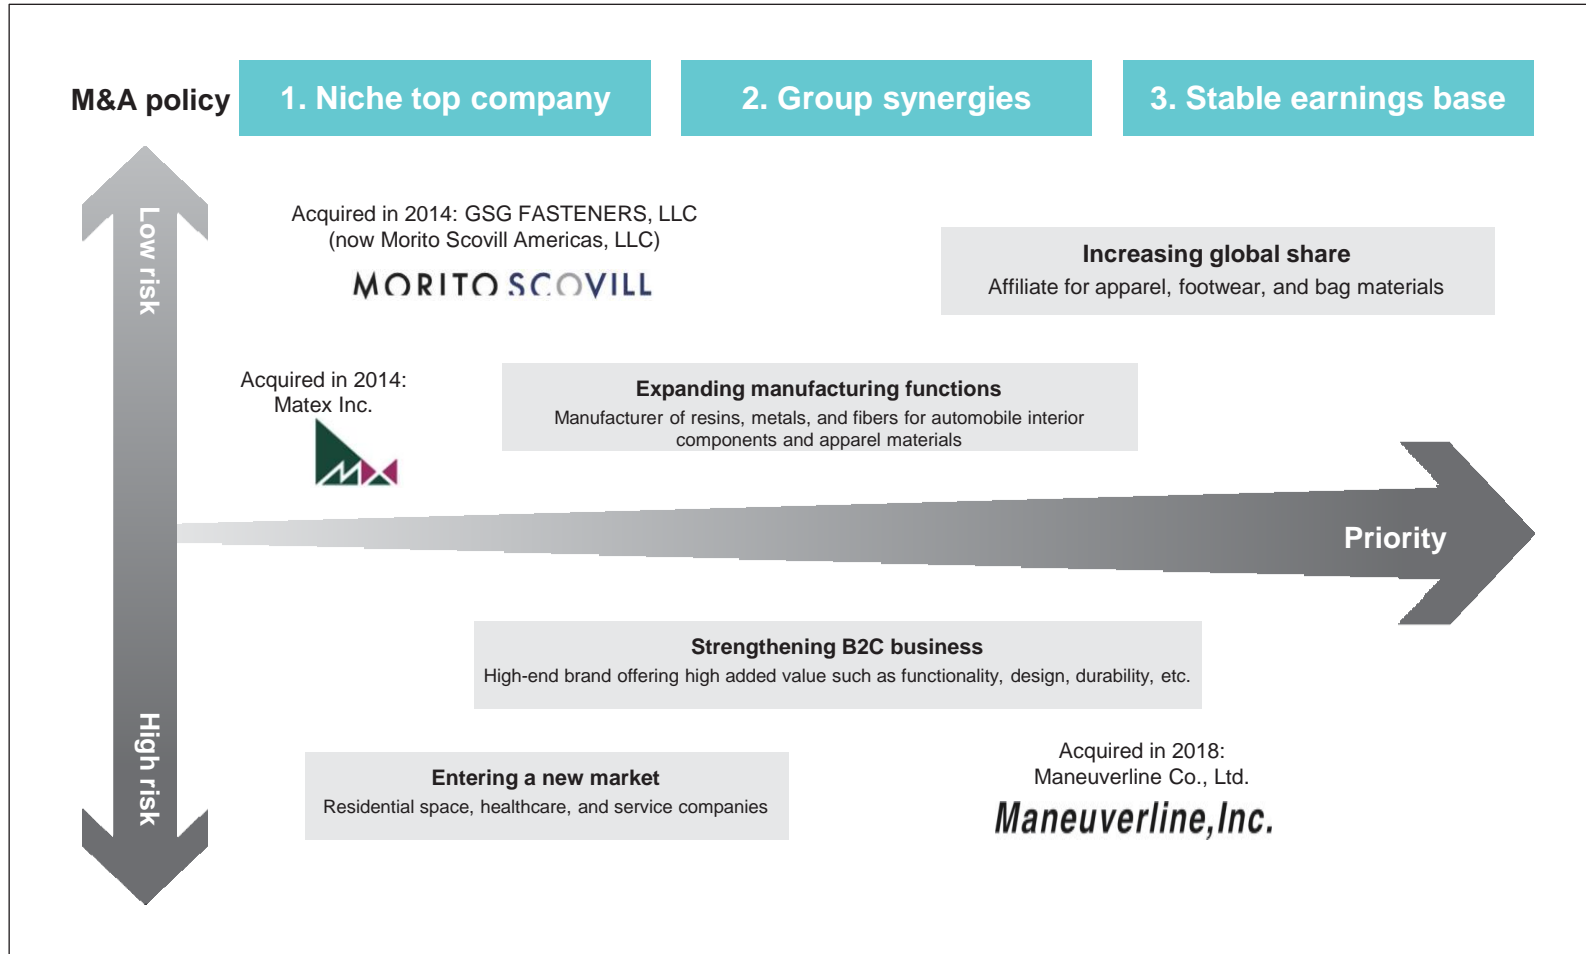 M&A policy
1. Niche top company
2. Group synergies
3. Stable earnings base
Low risk
Acquired in 2014: GSG FASTENERS, LLC
(now Morito Scovill Americas, LLC)
MORITO SCOVILL
Increasing global share
Affiliate for apparel, footwear, and bag materials
Acquired in 2014:
Matex Inc.
MX
Expanding manufacturing functions
Manufacturer of resins, metals, and fibers for automobile interior
components and apparel materials
Priority
Strengthening B2C business
High-end brand offering high added value such as functionality, design, durability, etc.
High risk
Entering a new market
Residential space, healthcare, and service companies
Acquired in 2018:
Maneuverline Co., Ltd.
Maneuverline,Inc.